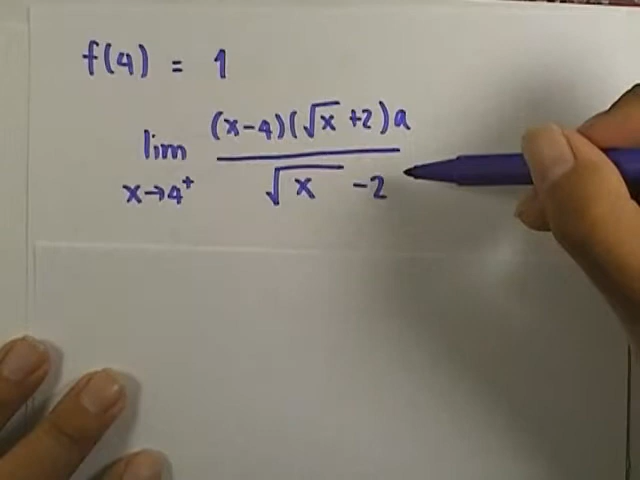 f(4) = 1
lim (x-4)(√x +2)a
x→4⁺ √x -2